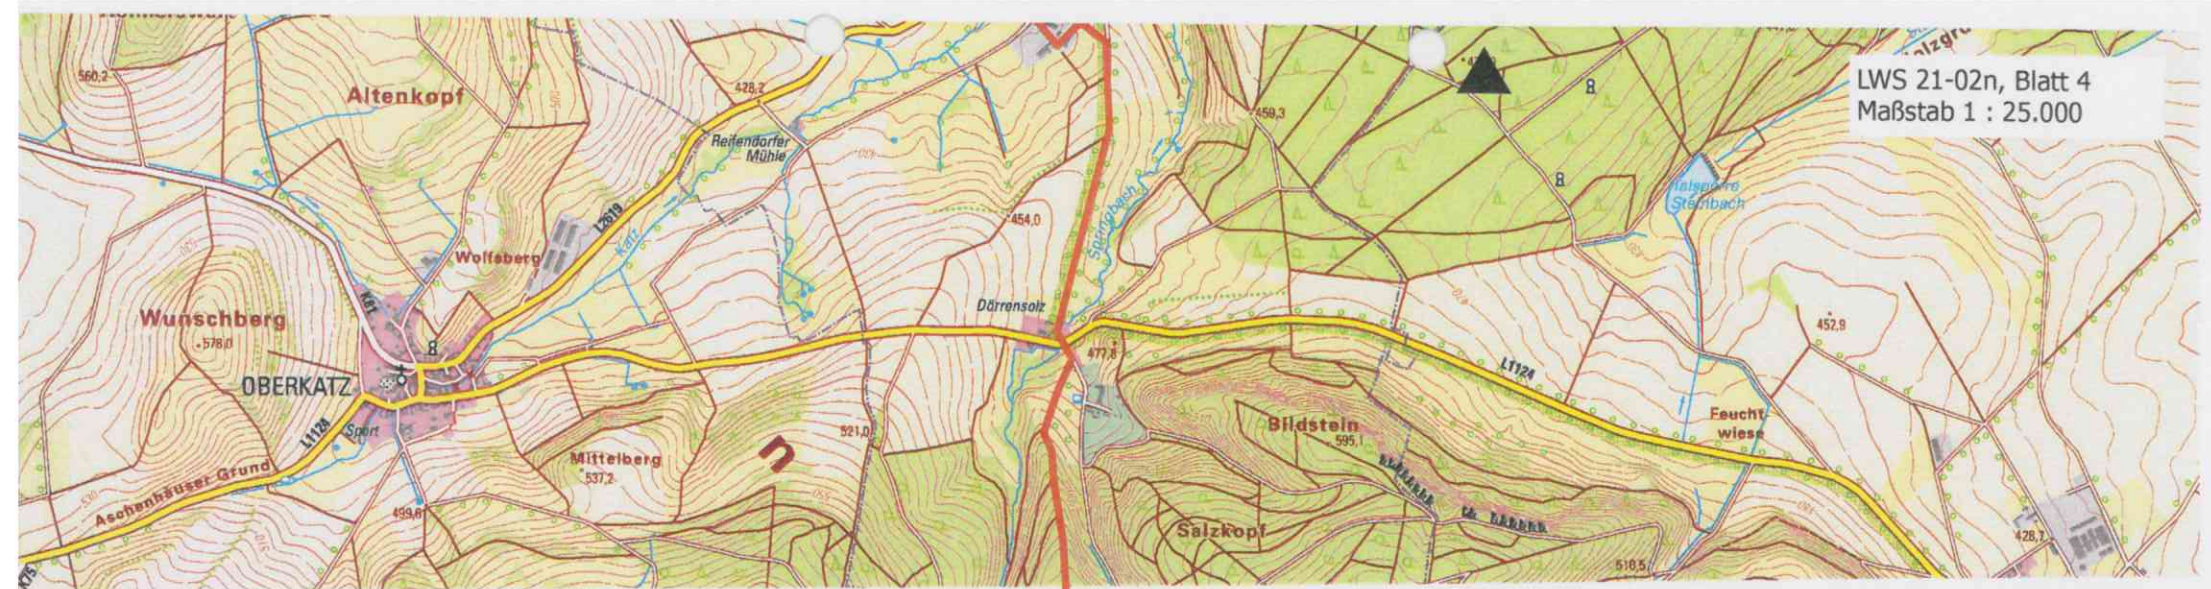 LWS 21-02n, Blatt 4
Maßstab 1 : 25.000
560,2
Altenkopf
428,2
Reifendorfer
Mühle
459,3
Talsperre
Steinbach
454,0
Springbach
L2619
Katz
Wolfsberg
K81
Wunschberg
578,0
OBERKATZ
Dörrensolz
477,8
452,9
L1124
Feucht-
wiese
Bildstein
595,1
L1124
Sport
521,0
Mittelberg
537,2
n
Aschenhäuser Grund
499,6
Salzkopf
518,5
428,7
K75